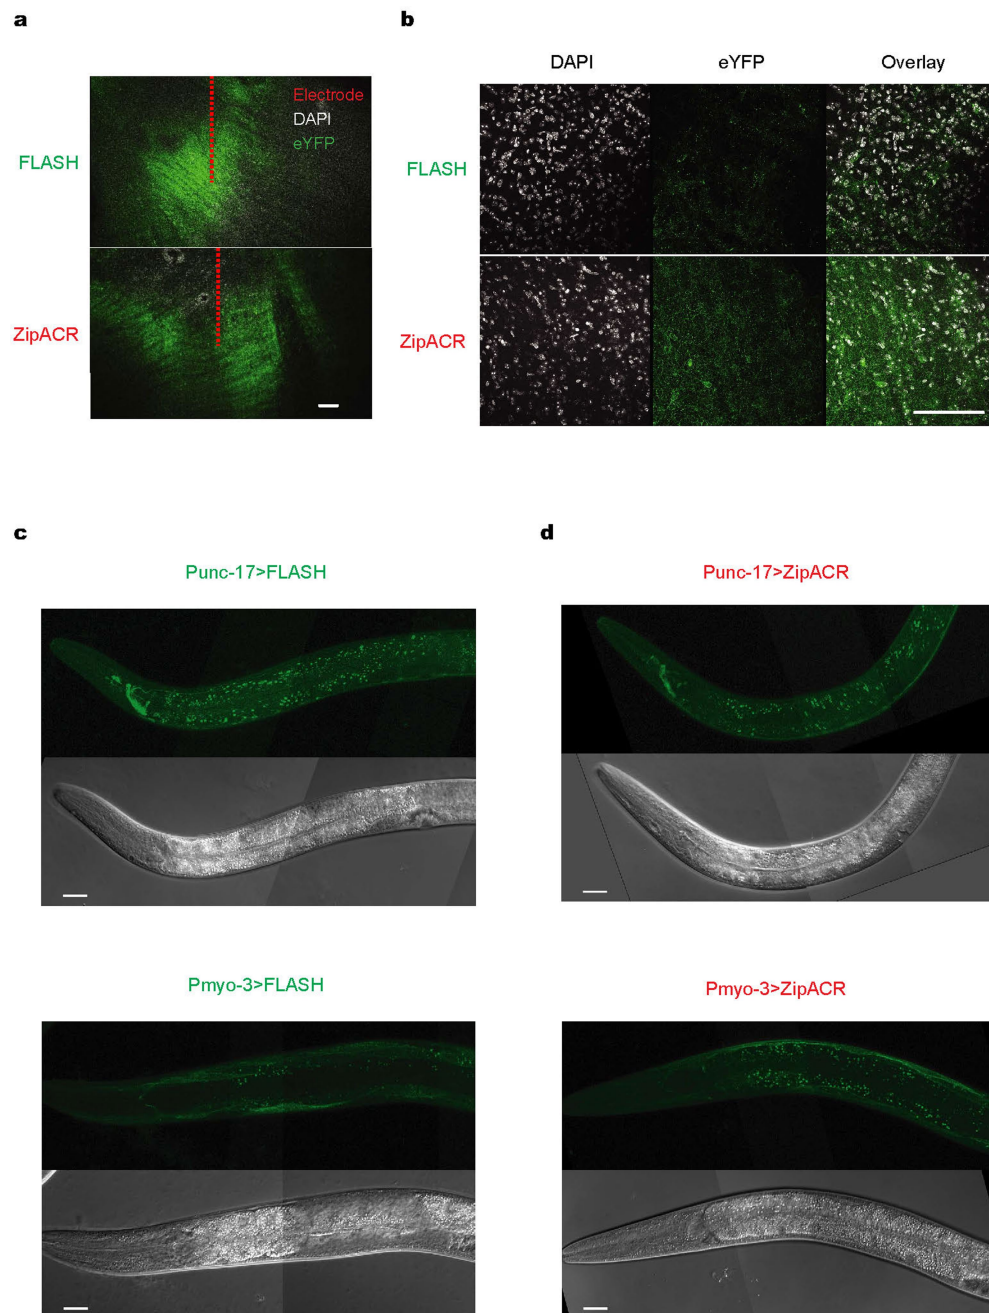 a
Electrode
DAPI
eYFP
FLASH
ZipACR
b
DAPI eYFP Overlay
FLASH
ZipACR
c
Punc-17>FLASH
Pmyo-3>FLASH
d
Punc-17>ZipACR
Pmyo-3>ZipACR